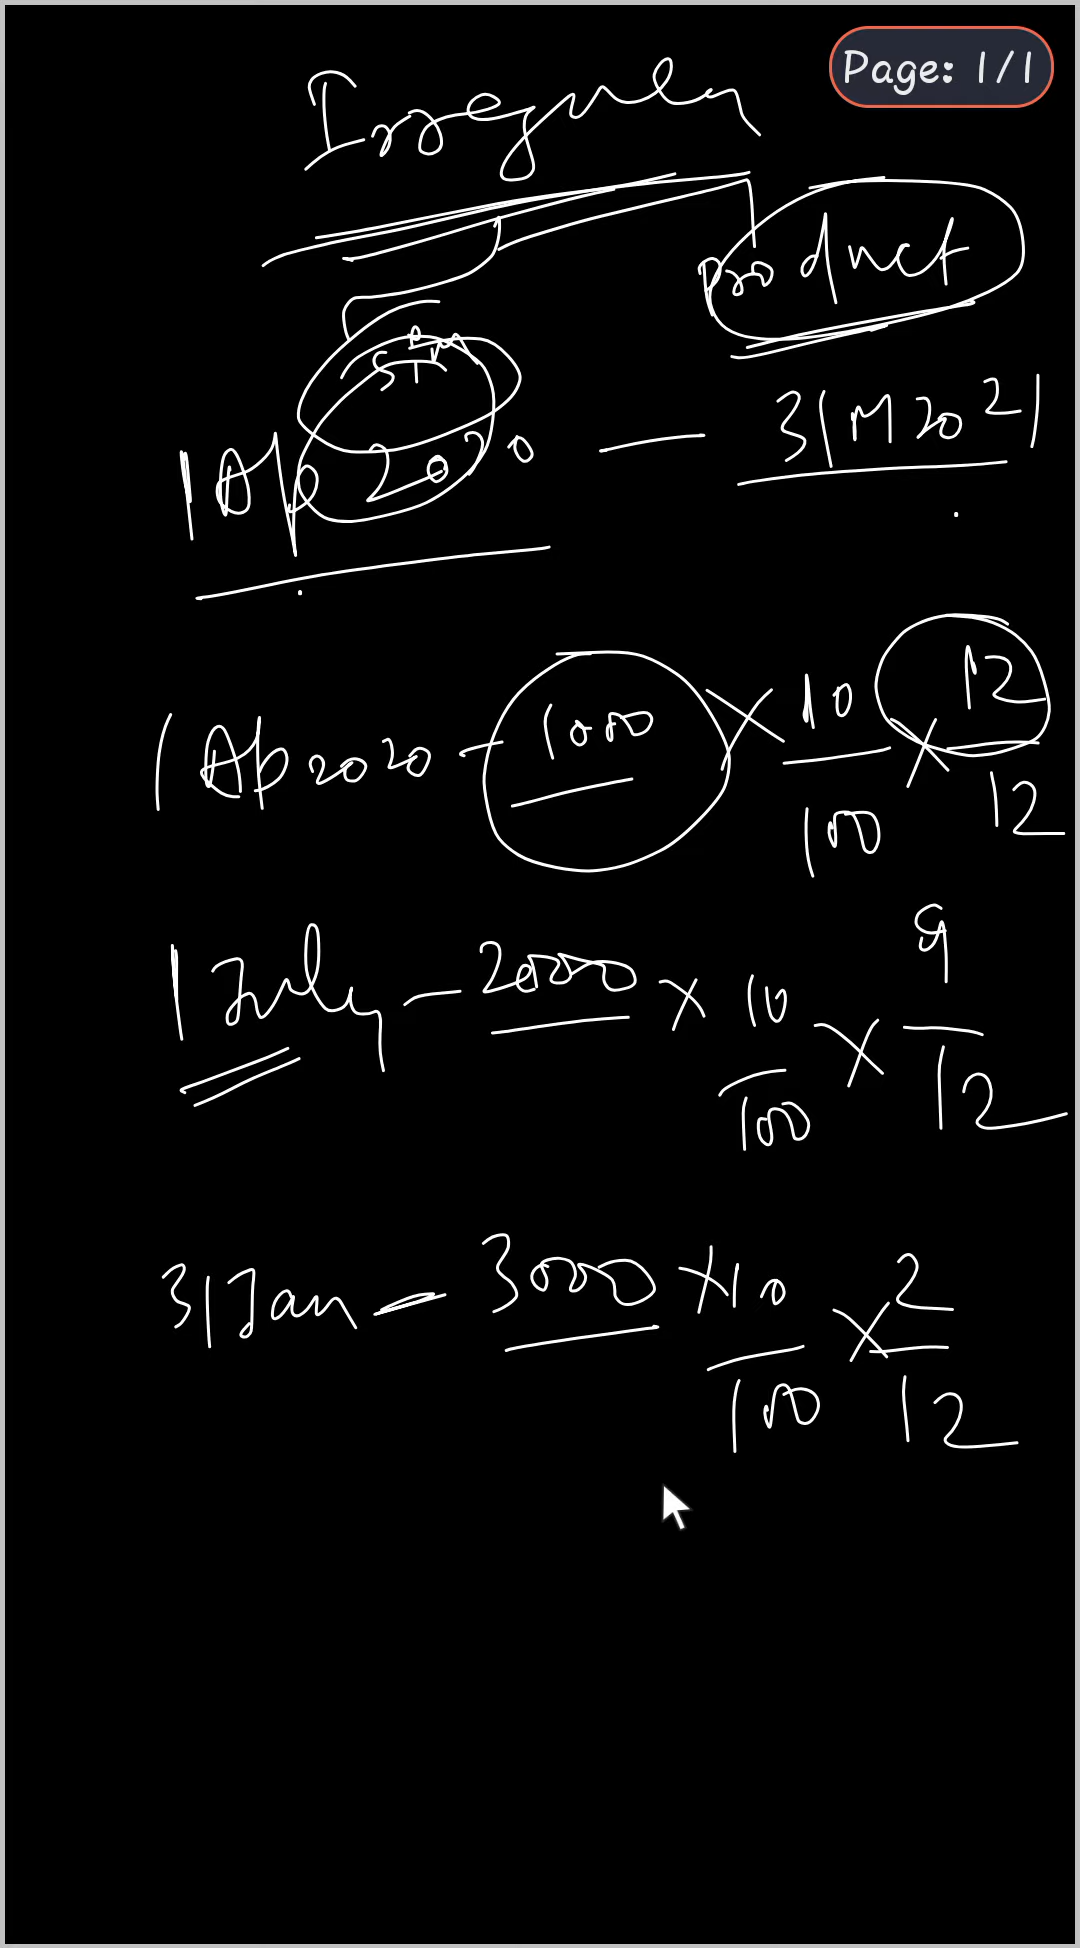 Page: 1/1
Irregular
Product
Sim
1 Ap 2020 — 31 M 2021
1 Ap 2020 - 1000 × 10/100 × 12/12
1 July - 2000 × 10/100 × 9/12
31 Jan - 3000 × 10/100 × 2/12